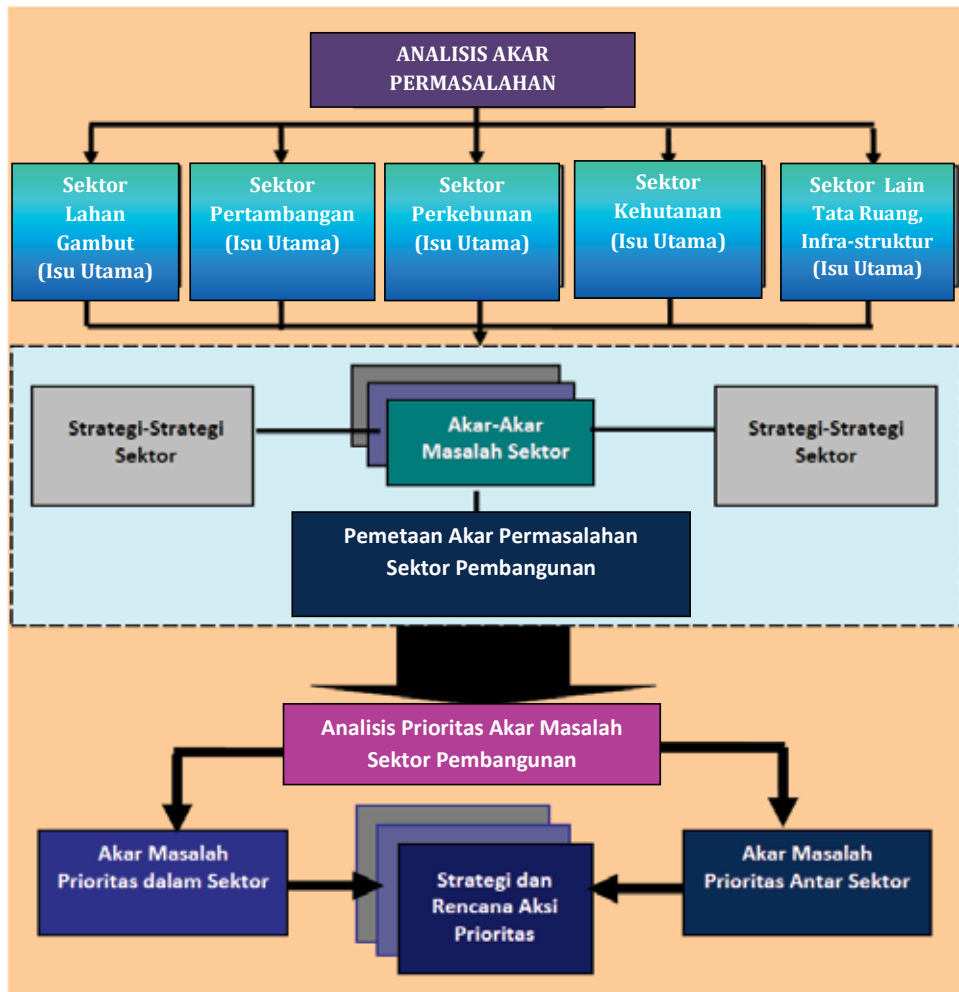 ANALISIS AKAR
PERMASALAHAN
Sektor
Lahan
Gambut
(Isu Utama)
Sektor
Pertambangan
(Isu Utama)
Sektor
Perkebunan
(Isu Utama)
Sektor
Kehutanan
(Isu Utama)
Sektor Lain
Tata Ruang,
Infra-struktur
(Isu Utama)
Strategi-Strategi
Sektor
Akar-Akar
Masalah Sektor
Strategi-Strategi
Sektor
Pemetaan Akar Permasalahan
Sektor Pembangunan
Analisis Prioritas Akar Masalah
Sektor Pembangunan
Akar Masalah
Prioritas dalam Sektor
Strategi dan
Rencana Aksi
Prioritas
Akar Masalah
Prioritas Antar Sektor